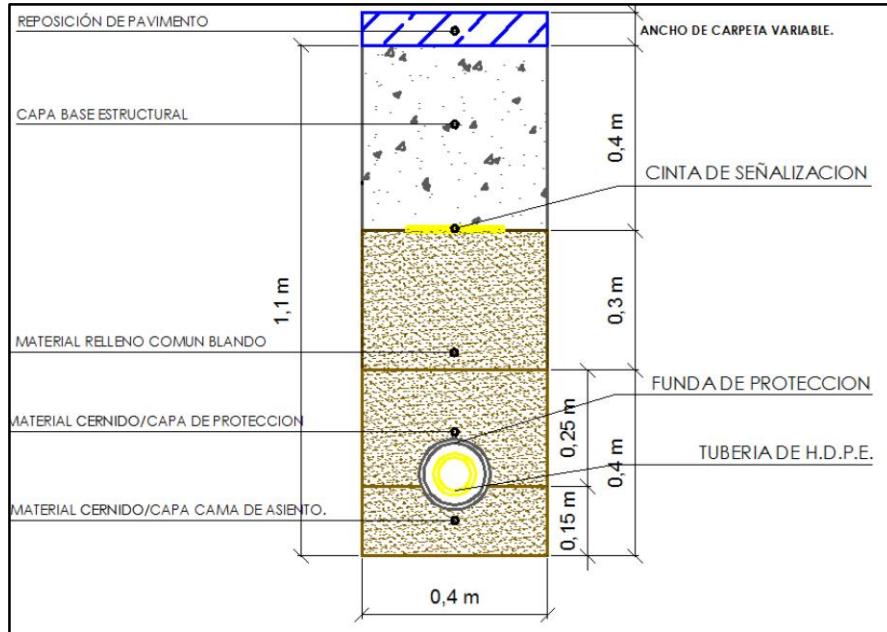 REPOSICIÓN DE PAVIMENTO
ANCHO DE CARPETA VARIABLE.
CAPA BASE ESTRUCTURAL
0,4 m
CINTA DE SEÑALIZACION
1,1 m
0,3 m
MATERIAL RELLENO COMUN BLANDO
FUNDA DE PROTECCION
MATERIAL CERNIDO/CAPA DE PROTECCION
0,25 m
0,4 m
TUBERIA DE H.D.P.E.
MATERIAL CERNIDO/CAPA CAMA DE ASIENTO.
0,15 m
0,4 m